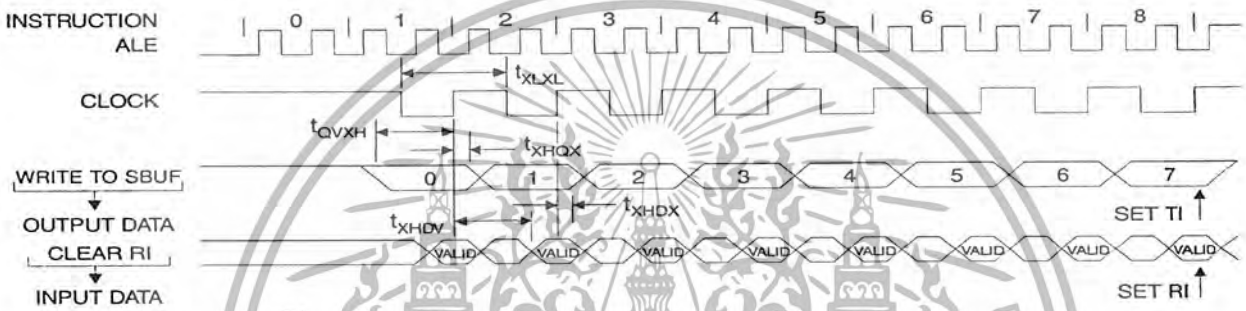 INSTRUCTION 0 1 2 3 4 5 6 7 8
ALE
tXLXL
CLOCK
tQVXH
tXHQX
WRITE TO SBUF
0 1 2 3 4 5 6 7
OUTPUT DATA
tXHDV
tXHDX
SET TI
CLEAR RI
VALID VALID VALID VALID VALID VALID VALID VALID
INPUT DATA
SET RI